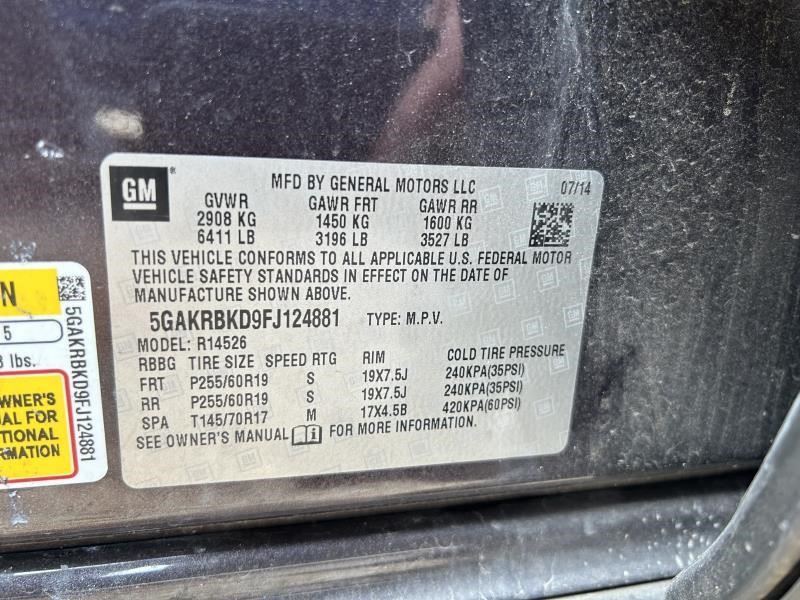 GM
MFD BY GENERAL MOTORS LLC 07/14
GVWR GAWR FRT GAWR RR
2908 KG 1450 KG 1600 KG
6411 LB 3196 LB 3527 LB
THIS VEHICLE CONFORMS TO ALL APPLICABLE U.S. FEDERAL MOTOR
VEHICLE SAFETY STANDARDS IN EFFECT ON THE DATE OF
MANUFACTURE SHOWN ABOVE.
5GAKRBKD9FJ124881 TYPE: M.P.V.
MODEL: R14526
RBBG TIRE SIZE SPEED RTG RIM COLD TIRE PRESSURE
FRT P255/60R19 S 19X7.5J 240KPA(35PSI)
RR P255/60R19 S 19X7.5J 240KPA(35PSI)
SPA T145/70R17 M 17X4.5B 420KPA(60PSI)
SEE OWNER'S MANUAL FOR MORE INFORMATION.
N
5
lbs.
WNER'S
AL FOR
TIONAL
RMATION
5GAKRBKD9FJ124881